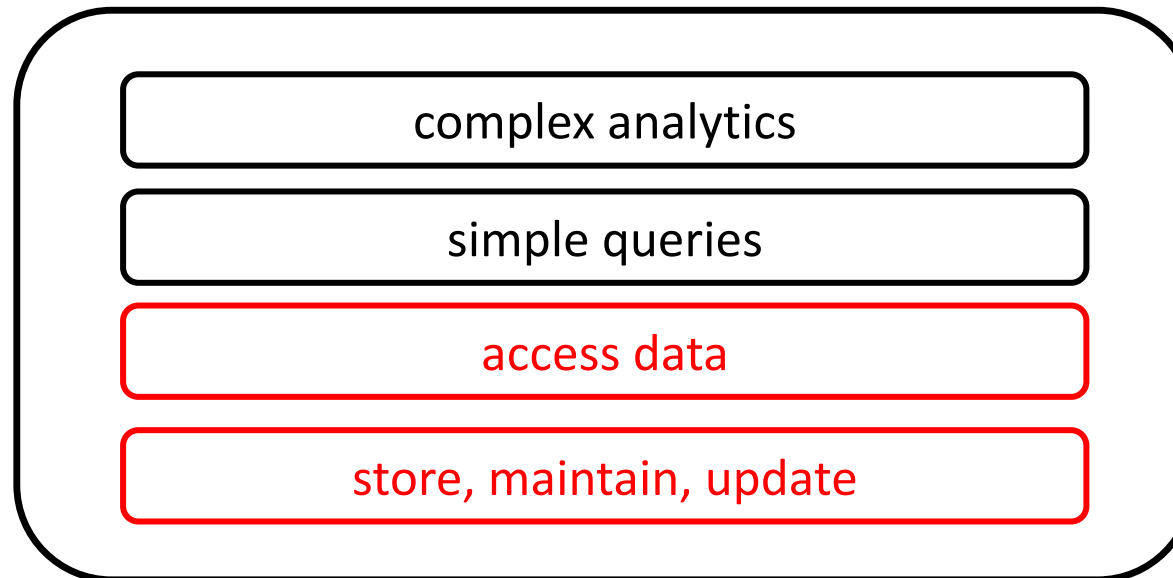 complex analytics
simple queries
access data
store, maintain, update